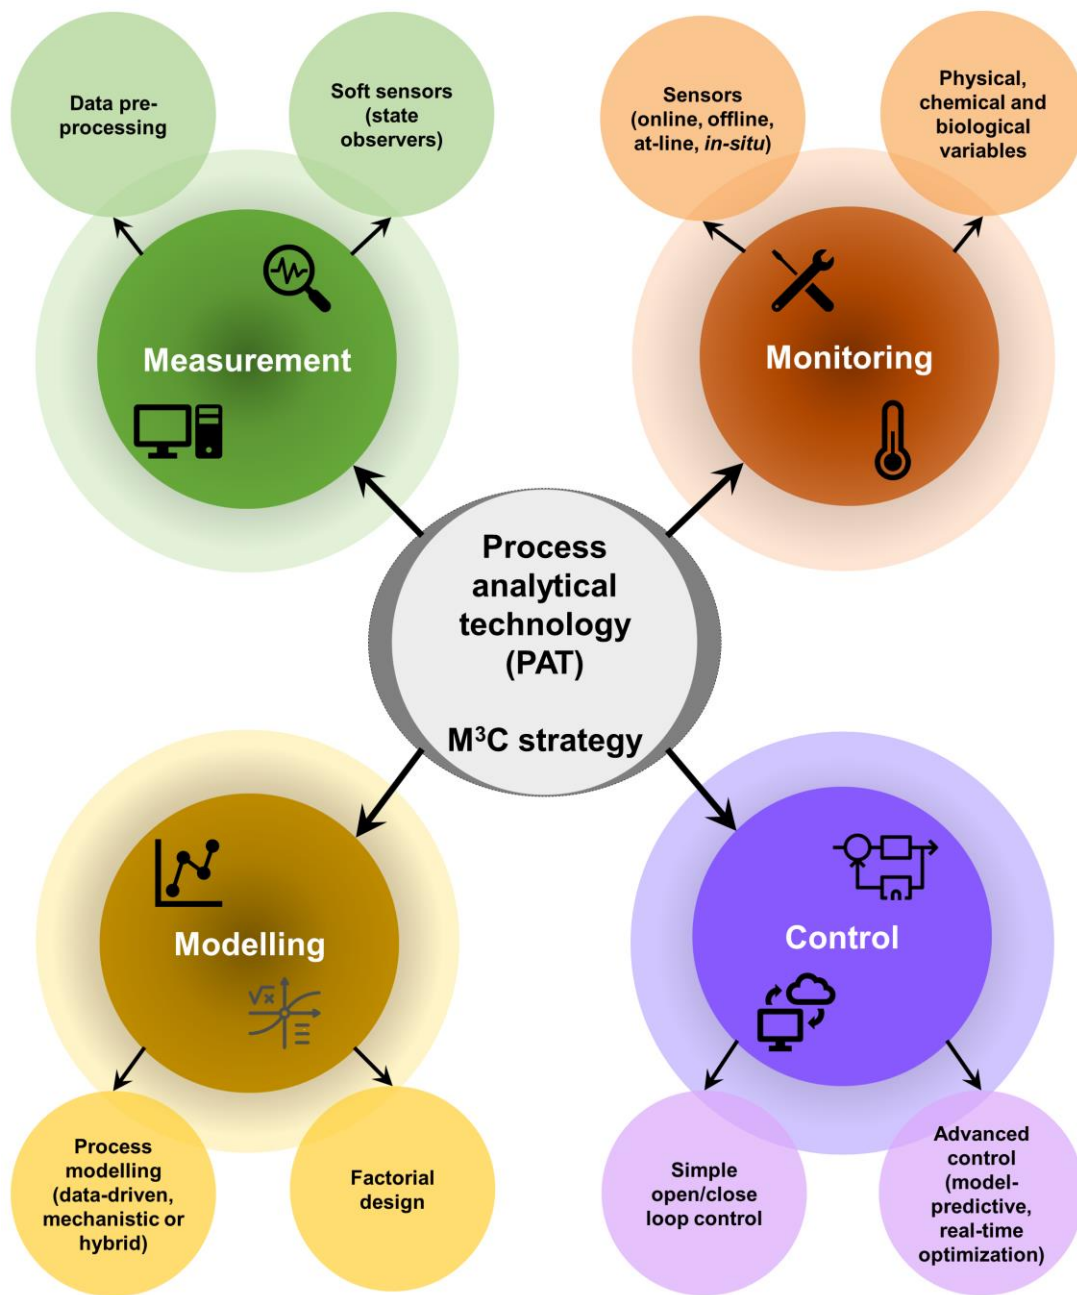 Data pre-
processing
Soft sensors
(state
observers)
Sensors
(online, offline,
at-line, in-situ)
Physical,
chemical and
biological
variables
Measurement
Monitoring
Process
analytical
technology
(PAT)
M³C strategy
Modelling
√x
Control
Process
modelling
(data-driven,
mechanistic or
hybrid)
Factorial
design
Simple
open/close
loop control
Advanced
control
(model-
predictive,
real-time
optimization)